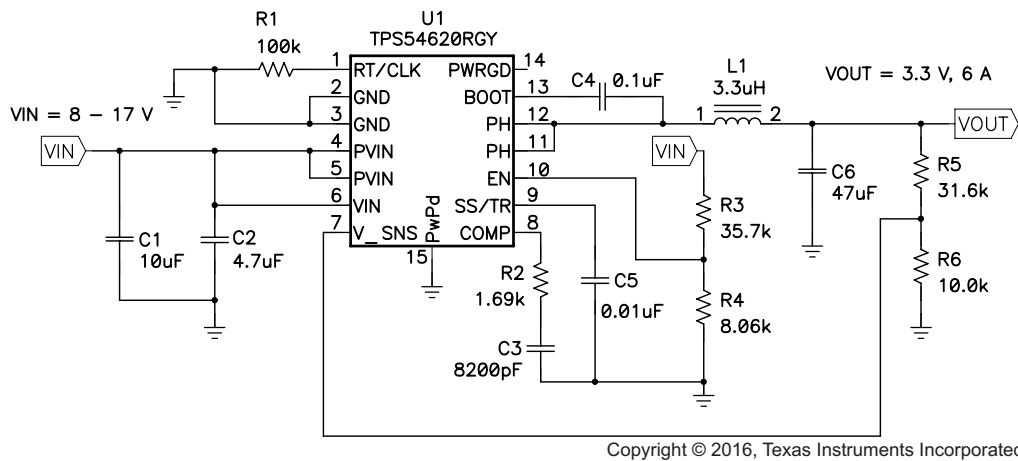 U1
TPS54620RGY
R1
100k
1
RT/CLK
2
GND
3
GND
4
PVIN
5
PVIN
6
VIN
7
V_SNS
PwPd
15
PWRGD
14
BOOT
13
PH
12
PH
11
EN
10
SS/TR
9
COMP
8
VIN = 8 – 17 V
VIN
C1
10uF
C2
4.7uF
C4
0.1uF
L1
3.3uH
1
2
VOUT = 3.3 V, 6 A
VOUT
VIN
C6
47uF
R5
31.6k
R3
35.7k
R6
10.0k
R4
8.06k
R2
1.69k
C5
0.01uF
C3
8200pF
Copyright © 2016, Texas Instruments Incorporated